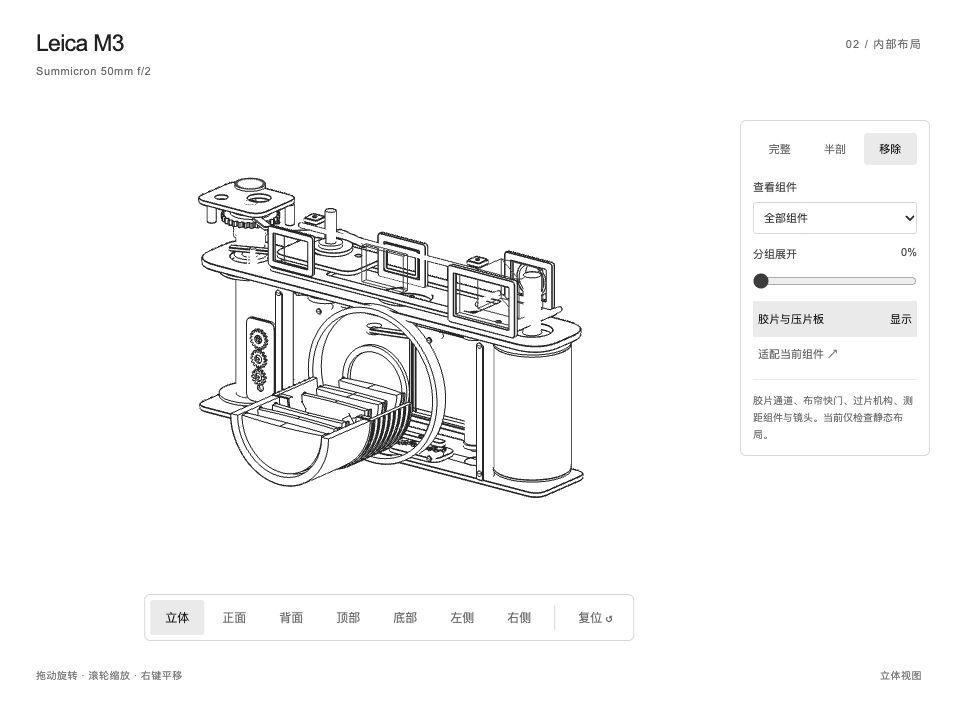 Leica M3
02 / 内部布局
Summicron 50mm f/2
完整 半剖 移除
查看组件
全部组件
分组展开 0%
胶片与压片板 显示
适配当前组件 ↗
胶片通道、布帘快门、过片机构、测
距组件与镜头。当前仅检查静态布
局。
立体 正面 背面 顶部 底部 左侧 右侧 复位 ↺
拖动旋转 · 滚轮缩放 · 右键平移
立体视图